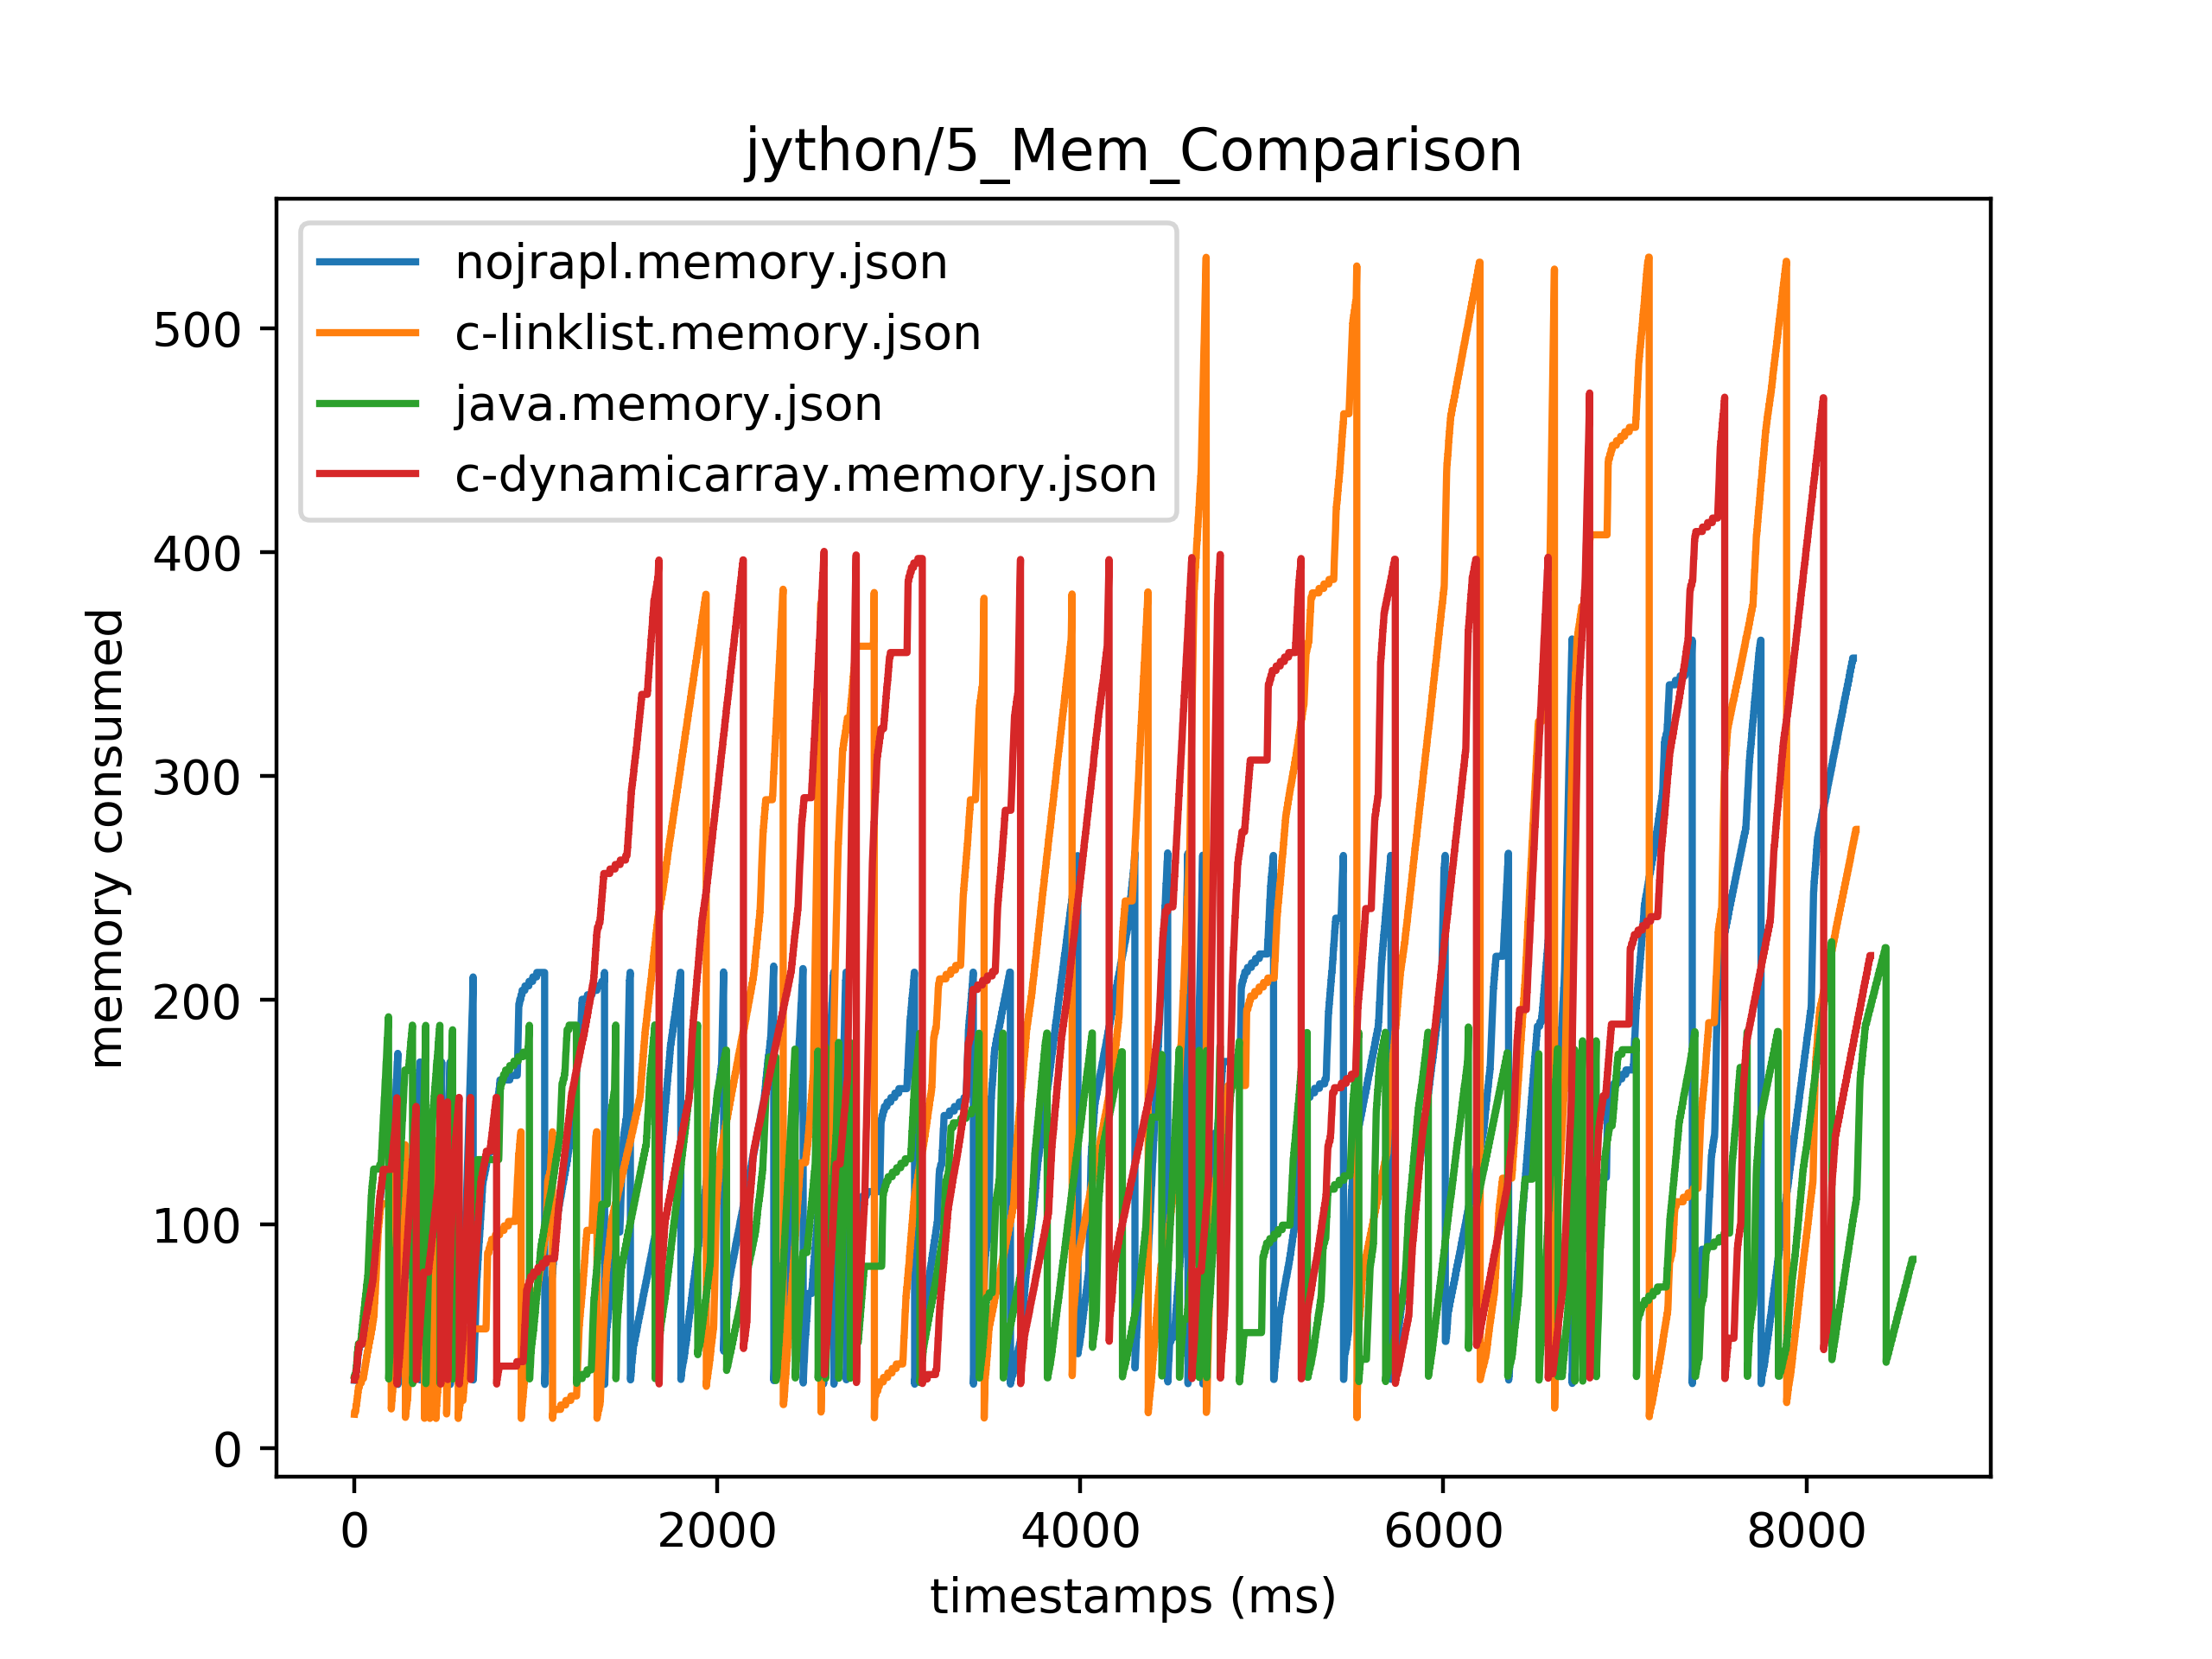 jython/5_Mem_Comparison
nojrapl.memory.json
c-linklist.memory.json
java.memory.json
c-dynamicarray.memory.json
memory consumed
500
400
300
200
100
0
0 2000 4000 6000 8000
timestamps (ms)